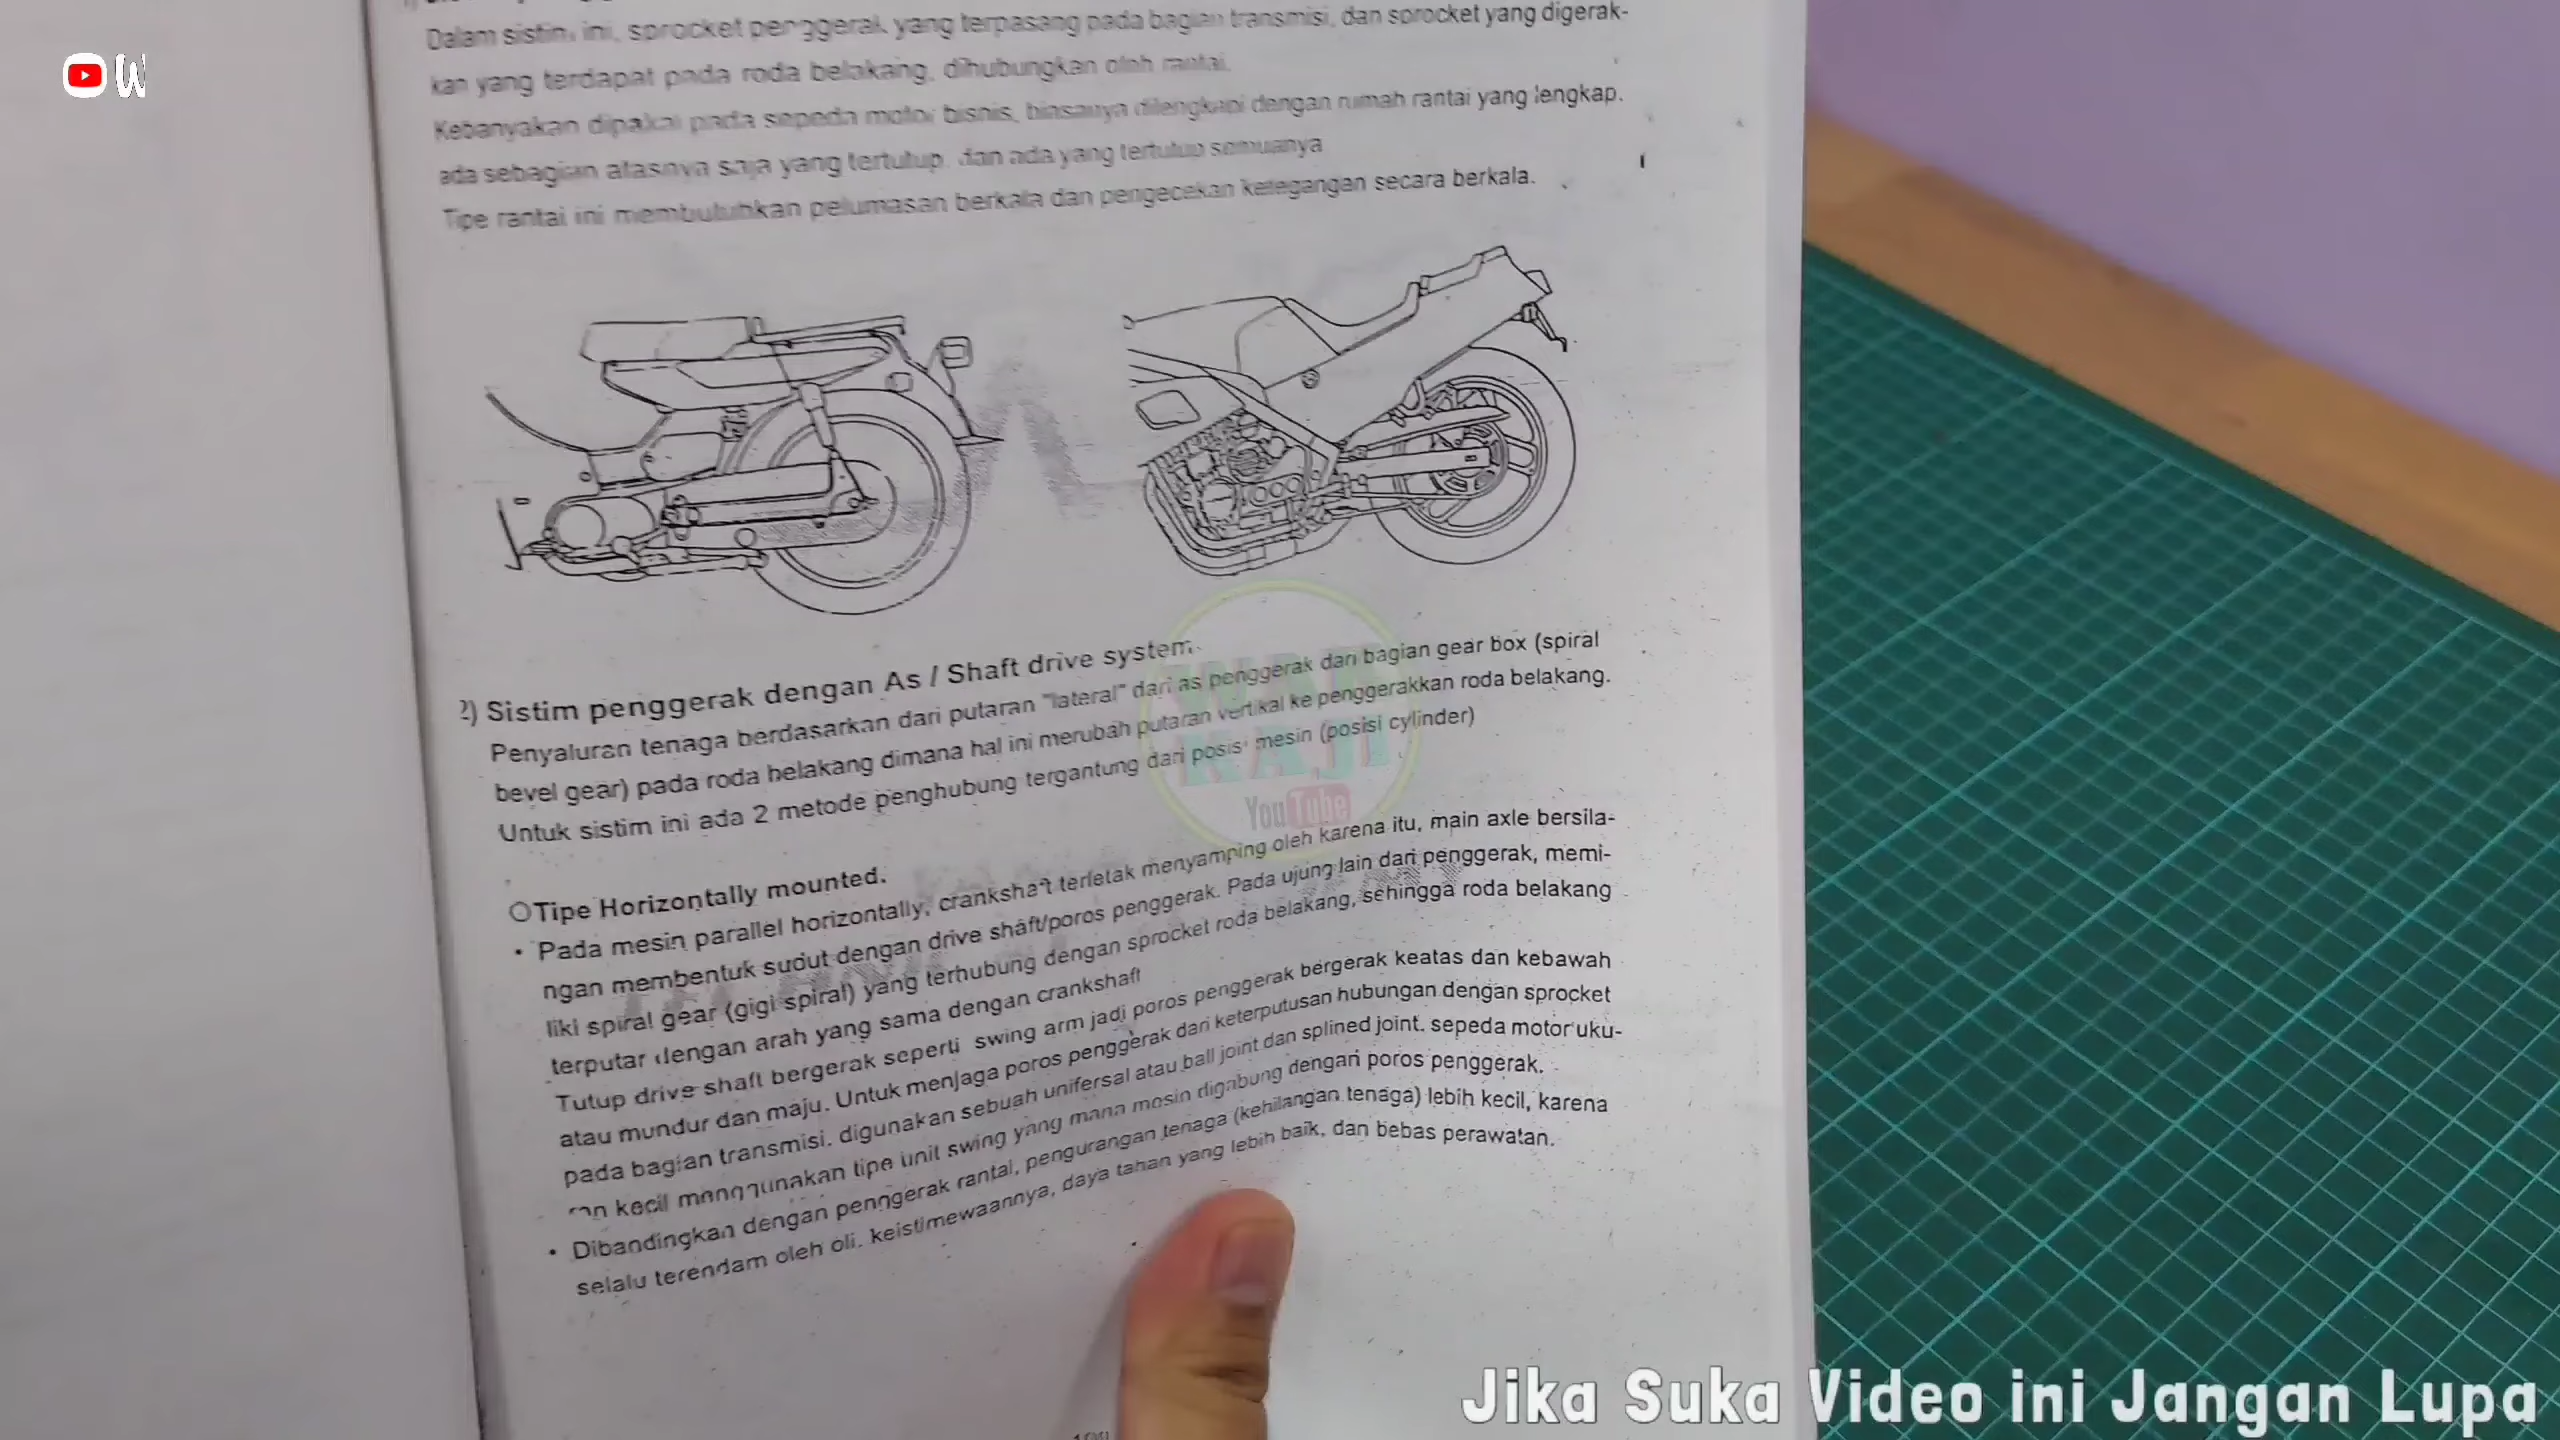 W
Dalam sistim ini, sprocket penggerak yang terpasang pada bagian transmisi, dan sprocket yang digerak-
kan yang terdapat pada roda belakang, dihubungkan oleh rantai.
Kebanyakan dipakai pada sepeda motor bisnis, biasanya dilengkapi dengan rumah rantai yang lengkap.
ada sebagian atasnya saja yang tertutup. dan ada yang tertutup semuanya
Tipe rantai ini membutuhkan pelumasan berkala dan pengecekan ketegangan secara berkala.
2) Sistim penggerak dengan As / Shaft drive system.
Penyaluran tenaga berdasarkan dari putaran "lateral" dari as penggerak dari bagian gear box (spiral
bevel gear) pada roda belakang dimana hal ini merubah putaran vertikal ke penggerakkan roda belakang.
Untuk sistim ini ada 2 metode penghubung tergantung dari posisi mesin (posisi cylinder)
WAK
KAJI
YouTube
○Tipe Horizontally mounted.
• Pada mesin parallel horizontally, crankshaft terletak menyamping oleh karena itu, main axle bersila-
ngan membentuk sudut dengan drive shaft/poros penggerak. Pada ujung lain dari penggerak, memi-
liki spiral gear (gigi spiral) yang terhubung dengan sprocket roda belakang, sehingga roda belakang
terputar dengan arah yang sama dengan crankshaft
Tutup drive shaft bergerak seperti swing arm jadi poros penggerak bergerak keatas dan kebawah
atau mundur dan maju. Untuk menjaga poros penggerak dari keterputusan hubungan dengan sprocket
pada bagian transmisi. digunakan sebuah unifersal atau ball joint dan splined joint. sepeda motor uku-
ran kecil menggunakan tipe unit swing yang mana mesin digabung dengan poros penggerak.
• Dibandingkan dengan penngerak rantai, pengurangan tenaga (kehilangan tenaga) lebih kecil, karena
selalu terendam oleh oli. keistimewaannya, daya tahan yang lebih baik, dan bebas perawatan.
Jika Suka Video ini Jangan Lupa